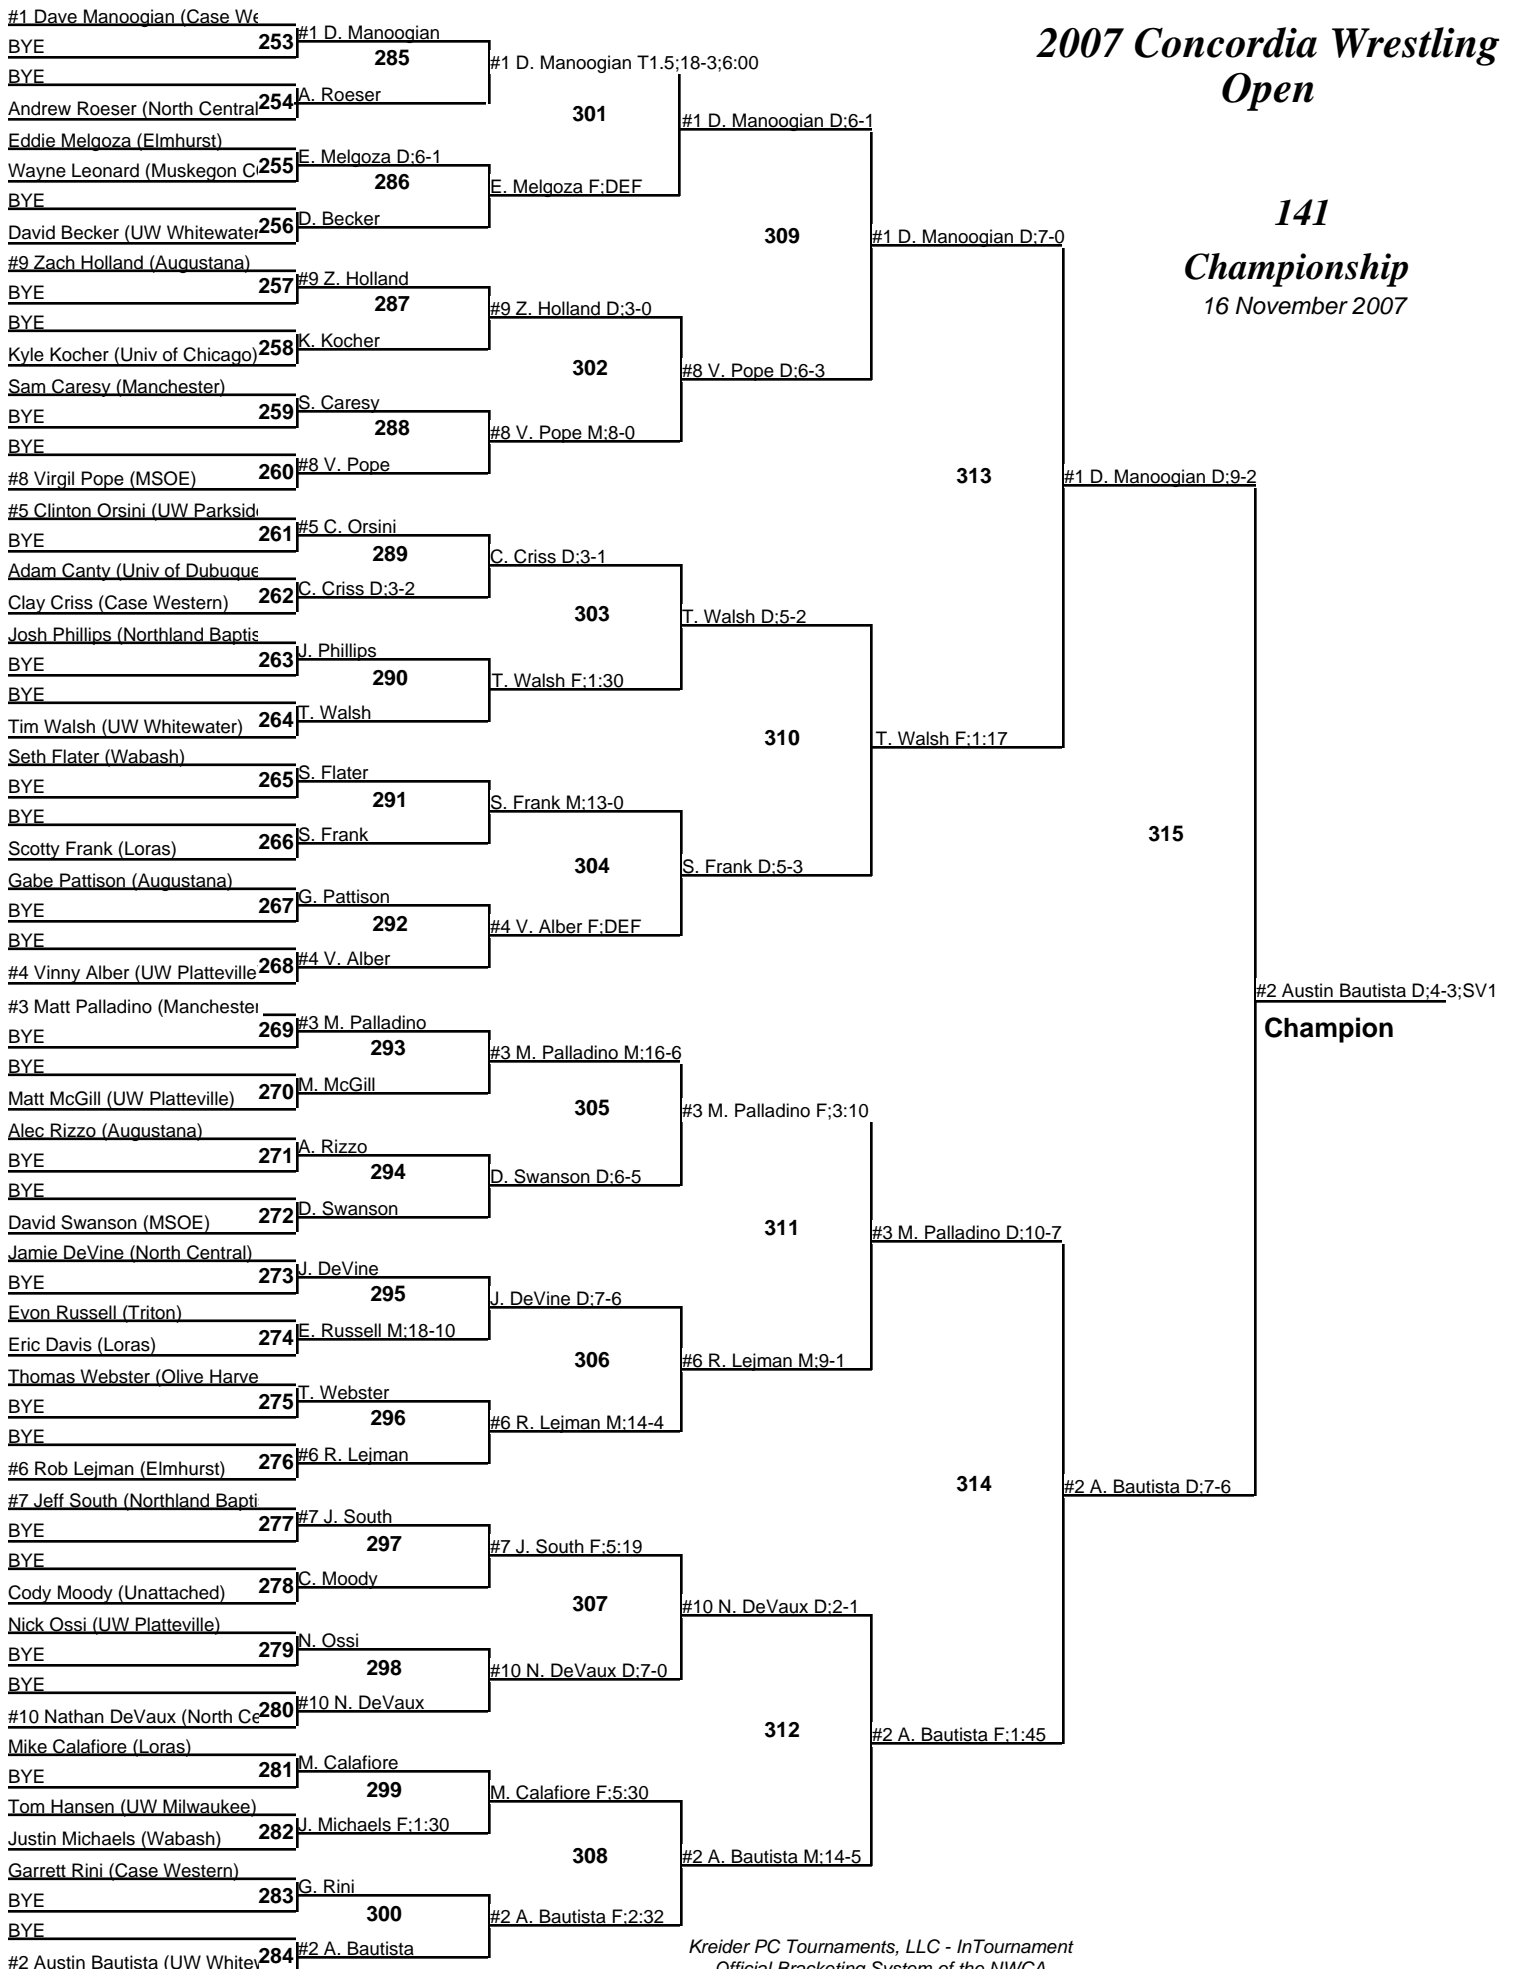 2007 Concordia Wrestling
Open
141
Championship
16 November 2007
#1 Dave Manoogian (Case We
BYE
253
BYE
Andrew Roeser (North Central
254
Eddie Melgoza (Elmhurst)
Wayne Leonard (Muskegon C
255
BYE
David Becker (UW Whitewater
256
#9 Zach Holland (Augustana)
BYE
257
BYE
Kyle Kocher (Univ of Chicago)
258
Sam Caresy (Manchester)
BYE
259
BYE
#8 Virgil Pope (MSOE)
260
#5 Clinton Orsini (UW Parksid
BYE
261
Adam Canty (Univ of Dubuque
Clay Criss (Case Western)
262
Josh Phillips (Northland Baptis
BYE
263
BYE
Tim Walsh (UW Whitewater)
264
Seth Flater (Wabash)
BYE
265
BYE
Scotty Frank (Loras)
266
Gabe Pattison (Augustana)
BYE
267
BYE
#4 Vinny Alber (UW Platteville
268
#3 Matt Palladino (Manchester
BYE
269
BYE
Matt McGill (UW Platteville)
270
Alec Rizzo (Augustana)
BYE
271
BYE
David Swanson (MSOE)
272
Jamie DeVine (North Central)
BYE
273
Evon Russell (Triton)
Eric Davis (Loras)
274
Thomas Webster (Olive Harve
BYE
275
BYE
#6 Rob Lejman (Elmhurst)
276
#7 Jeff South (Northland Bapti
BYE
277
BYE
Cody Moody (Unattached)
278
Nick Ossi (UW Platteville)
BYE
279
BYE
#10 Nathan DeVaux (North Ce
280
Mike Calafiore (Loras)
BYE
281
Tom Hansen (UW Milwaukee)
Justin Michaels (Wabash)
282
Garrett Rini (Case Western)
BYE
283
BYE
#2 Austin Bautista (UW Whitew
284
#1 D. Manoogian
285
A. Roeser
E. Melgoza D;6-1
286
D. Becker
#9 Z. Holland
287
K. Kocher
S. Caresy
288
#8 V. Pope
#5 C. Orsini
289
C. Criss D;3-2
J. Phillips
290
T. Walsh
S. Flater
291
S. Frank
G. Pattison
292
#4 V. Alber
#3 M. Palladino
293
M. McGill
A. Rizzo
294
D. Swanson
J. DeVine
295
E. Russell M;18-10
T. Webster
296
#6 R. Lejman
#7 J. South
297
C. Moody
N. Ossi
298
#10 N. DeVaux
M. Calafiore
299
J. Michaels F;1:30
G. Rini
300
#2 A. Bautista
#1 D. Manoogian T1.5;18-3;6:00
301
E. Melgoza F;DEF
#9 Z. Holland D;3-0
302
#8 V. Pope M;8-0
C. Criss D;3-1
303
T. Walsh F;1:30
S. Frank M;13-0
304
#4 V. Alber F;DEF
#3 M. Palladino M;16-6
305
D. Swanson D;6-5
J. DeVine D;7-6
306
#6 R. Lejman M;14-4
#7 J. South F;5:19
307
#10 N. DeVaux D;7-0
M. Calafiore F;5:30
308
#2 A. Bautista F;2:32
#1 D. Manoogian D;6-1
309
#8 V. Pope D;6-3
T. Walsh D;5-2
310
S. Frank D;5-3
#3 M. Palladino F;3:10
311
#6 R. Lejman M;9-1
#10 N. DeVaux D;2-1
312
#2 A. Bautista M;14-5
#1 D. Manoogian D;7-0
313
T. Walsh F;1:17
#3 M. Palladino D;10-7
314
#2 A. Bautista F;1:45
#1 D. Manoogian D;9-2
315
#2 A. Bautista D;7-6
#2 Austin Bautista D;4-3;SV1
Champion
Kreider PC Tournaments, LLC - InTournament
Official Bracketing System of the NWCA